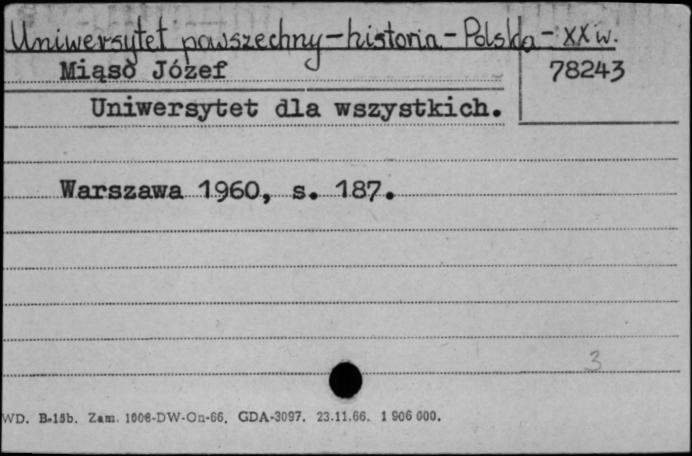 Uniwersytet powszechny-historia-Polska-XX w.
Miąso Józef 78243
Uniwersytet dla wszystkich.
Warszawa 1960, s. 187.
3
WD. B-15b. Zam. 1006-DW-On-66. GDA-3097. 23.11.66. 1 906 000.